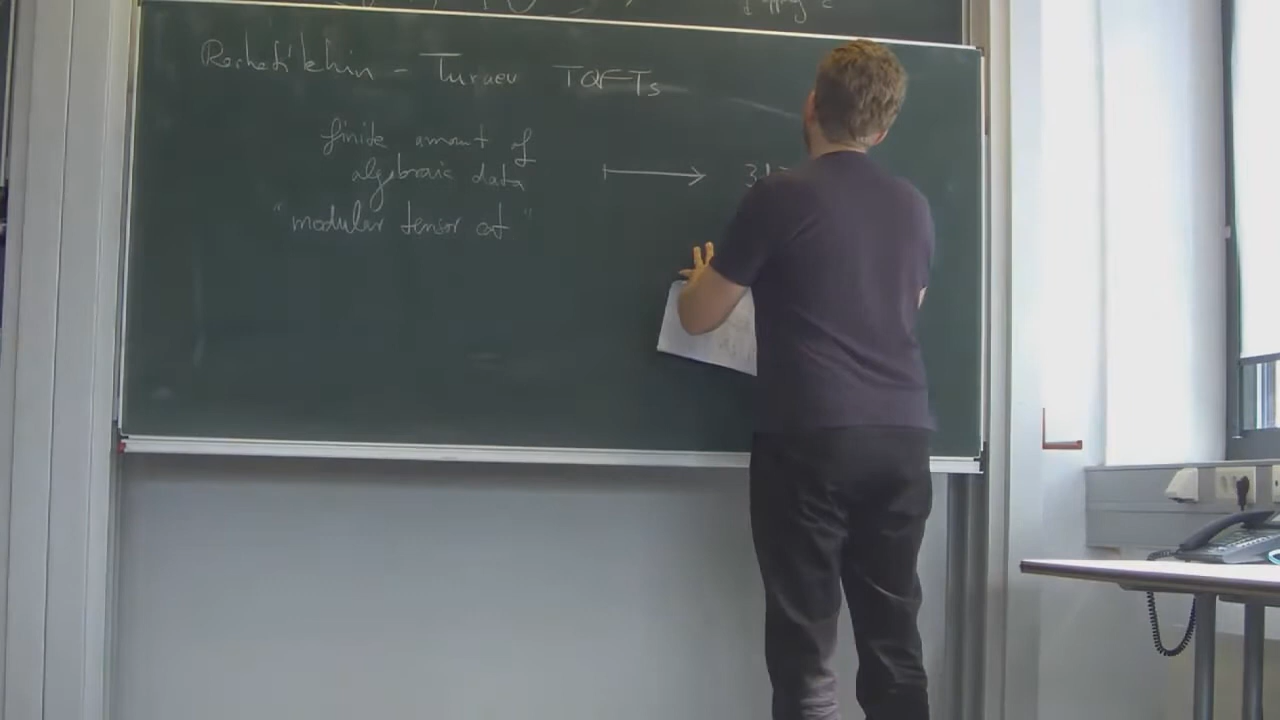 Reshetikhin - Turaev TQFTs
finite amount of
algebraic data
"modular tensor cat"